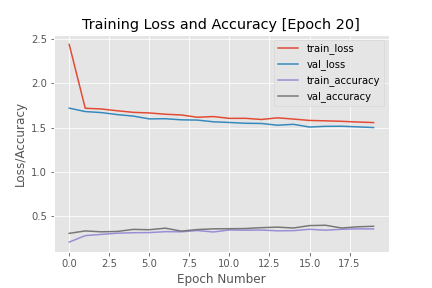 Training Loss and Accuracy [Epoch 20]
2.5
2.0
1.5
1.0
0.5
Loss/Accuracy
train_loss
val_loss
train_accuracy
val_accuracy
0.0 2.5 5.0 7.5 10.0 12.5 15.0 17.5
Epoch Number